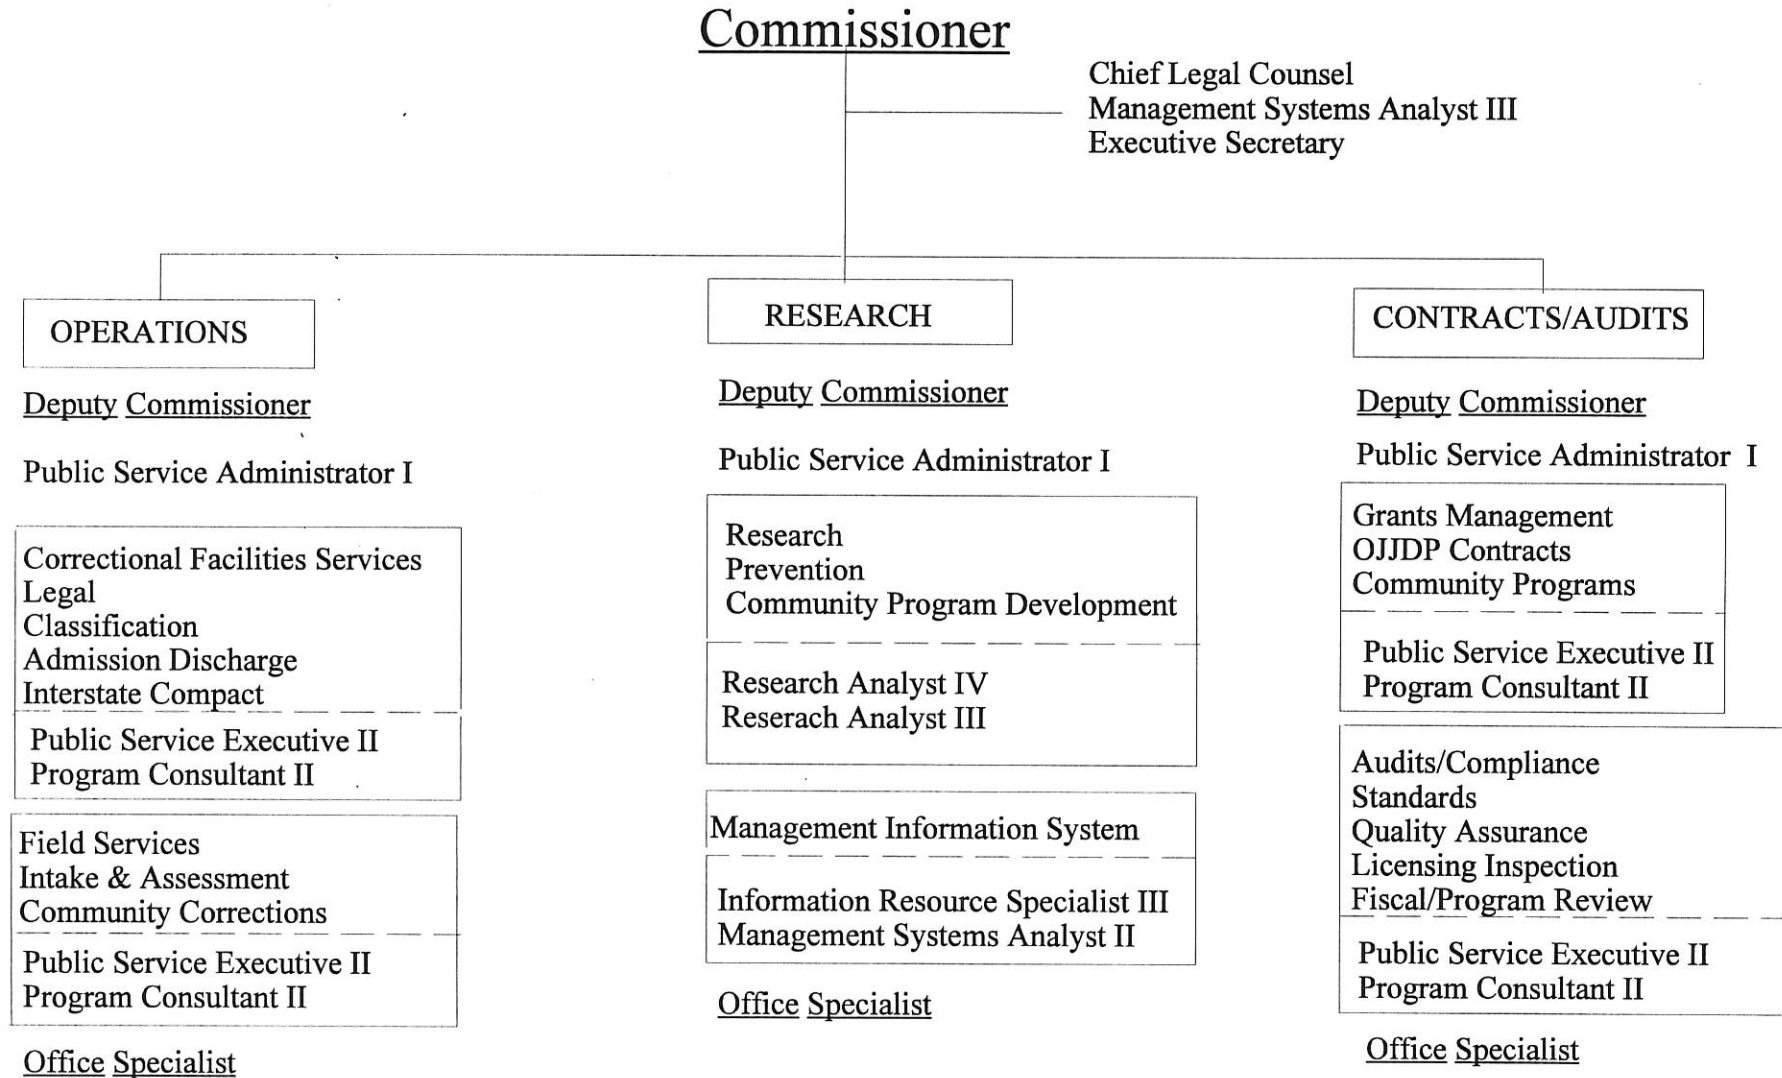 Commissioner
Chief Legal Counsel
Management Systems Analyst III
Executive Secretary
OPERATIONS
Deputy Commissioner
Public Service Administrator I
Correctional Facilities Services
Legal
Classification
Admission Discharge
Interstate Compact
Public Service Executive II
Program Consultant II
Field Services
Intake & Assessment
Community Corrections
Public Service Executive II
Program Consultant II
Office Specialist
RESEARCH
Deputy Commissioner
Public Service Administrator I
Research
Prevention
Community Program Development
Research Analyst IV
Reserach Analyst III
Management Information System
Information Resource Specialist III
Management Systems Analyst II
Office Specialist
CONTRACTS/AUDITS
Deputy Commissioner
Public Service Administrator I
Grants Management
OJJDP Contracts
Community Programs
Public Service Executive II
Program Consultant II
Audits/Compliance
Standards
Quality Assurance
Licensing Inspection
Fiscal/Program Review
Public Service Executive II
Program Consultant II
Office Specialist